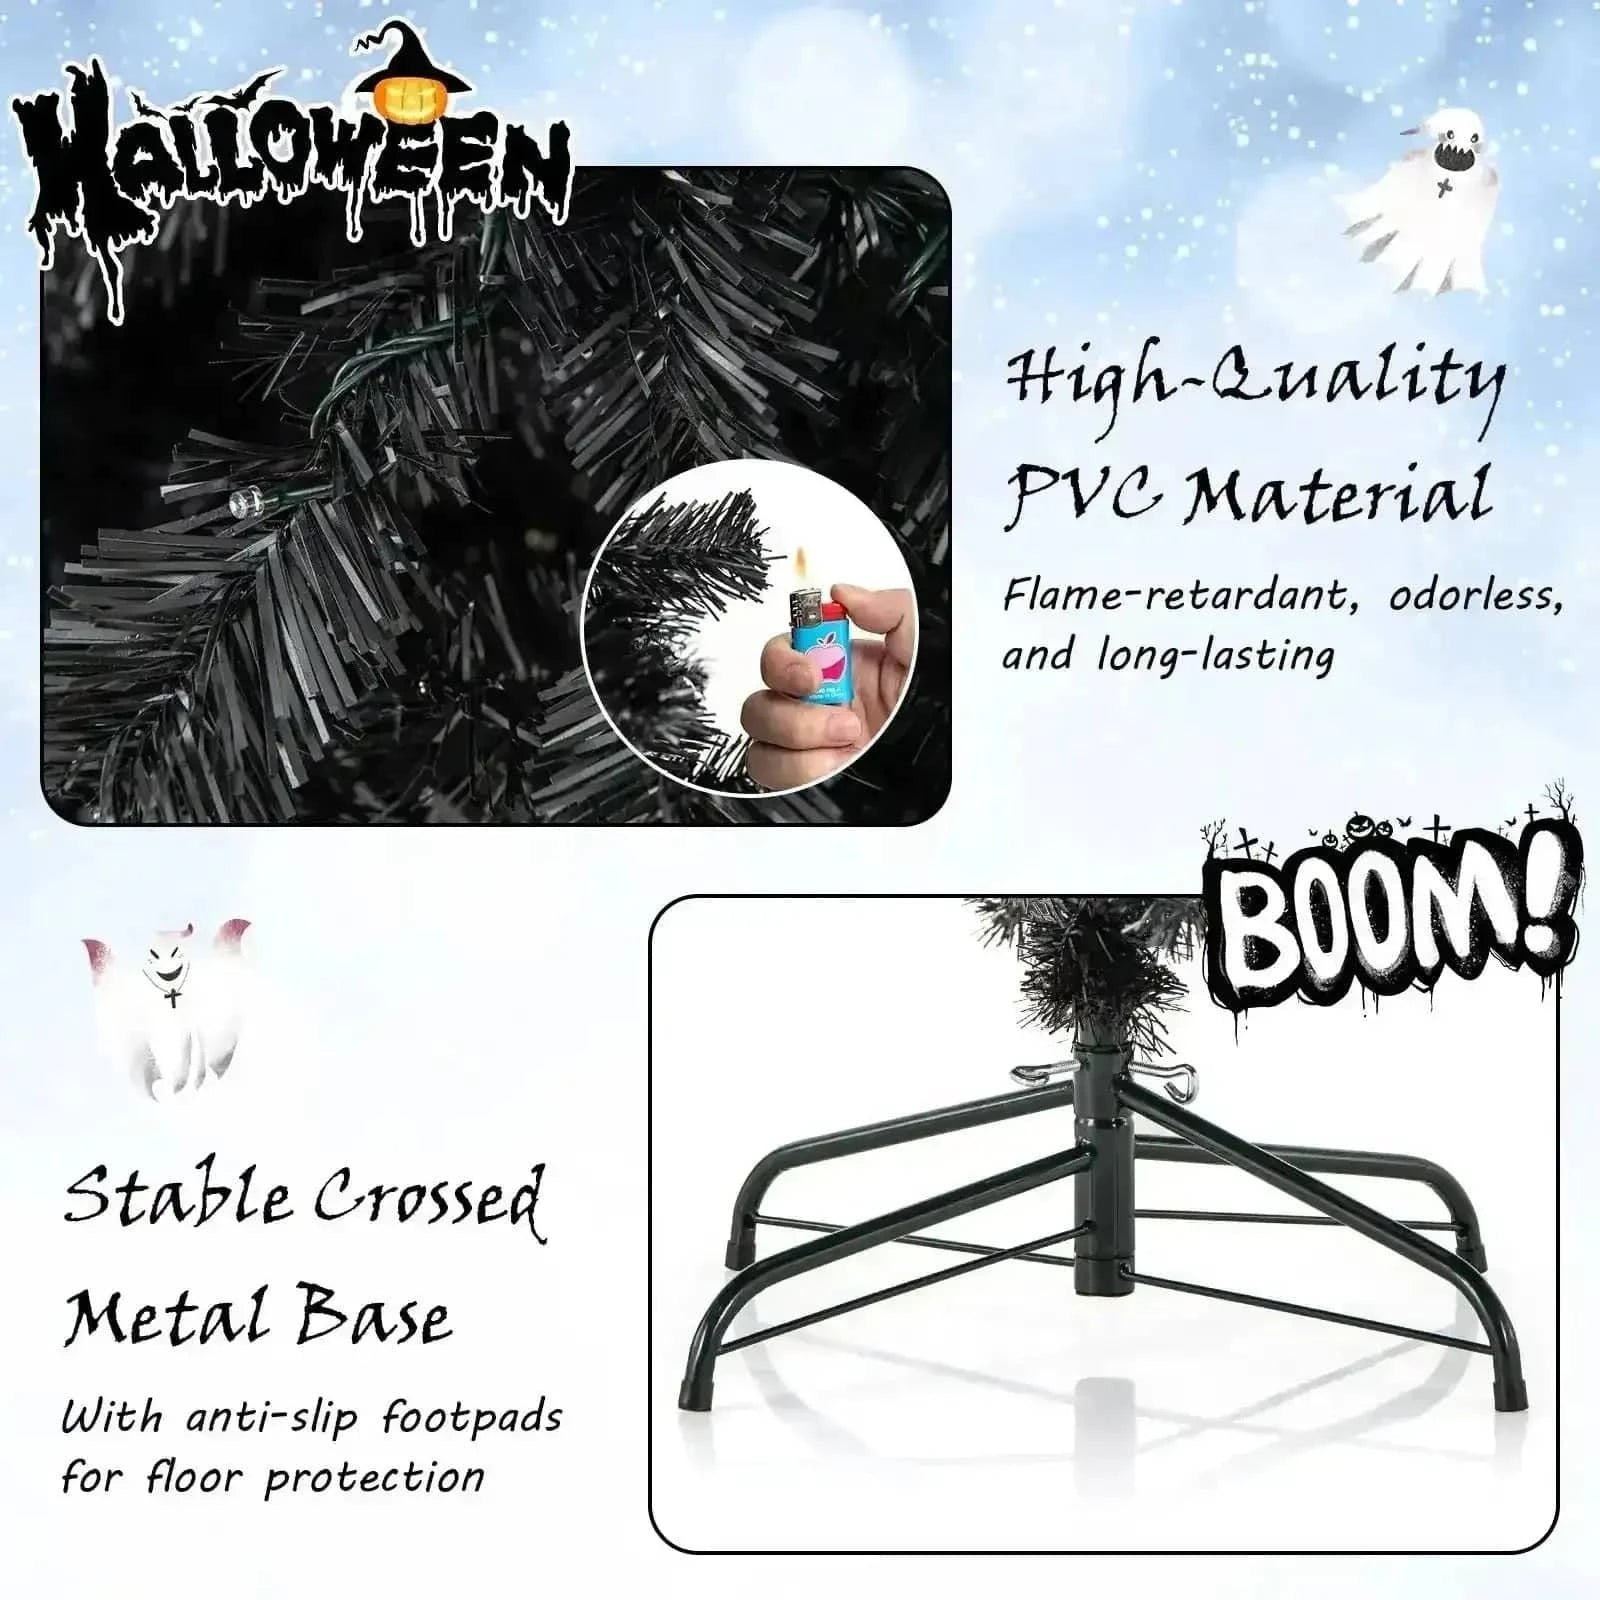 HALLOWEEN
High-Quality
PVC Material
Flame-retardant, odorless,
and long-lasting
BOOM!
Stable Crossed
Metal Base
With anti-slip footpads
for floor protection